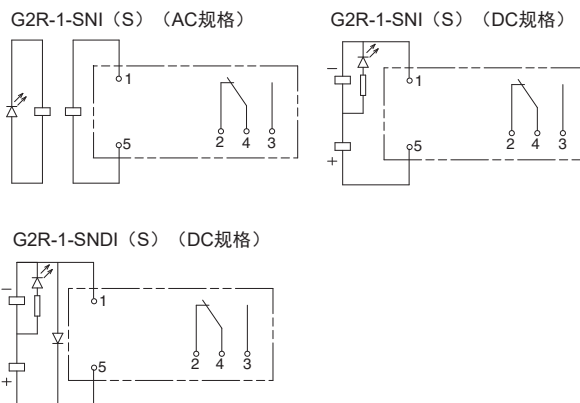 G2R-1-SNI（S）（AC规格）
1
5
2 4 3
G2R-1-SNI（S）（DC规格）
−
+
1
5
2 4 3
G2R-1-SNDI（S）（DC规格）
−
+
1
5
2 4 3